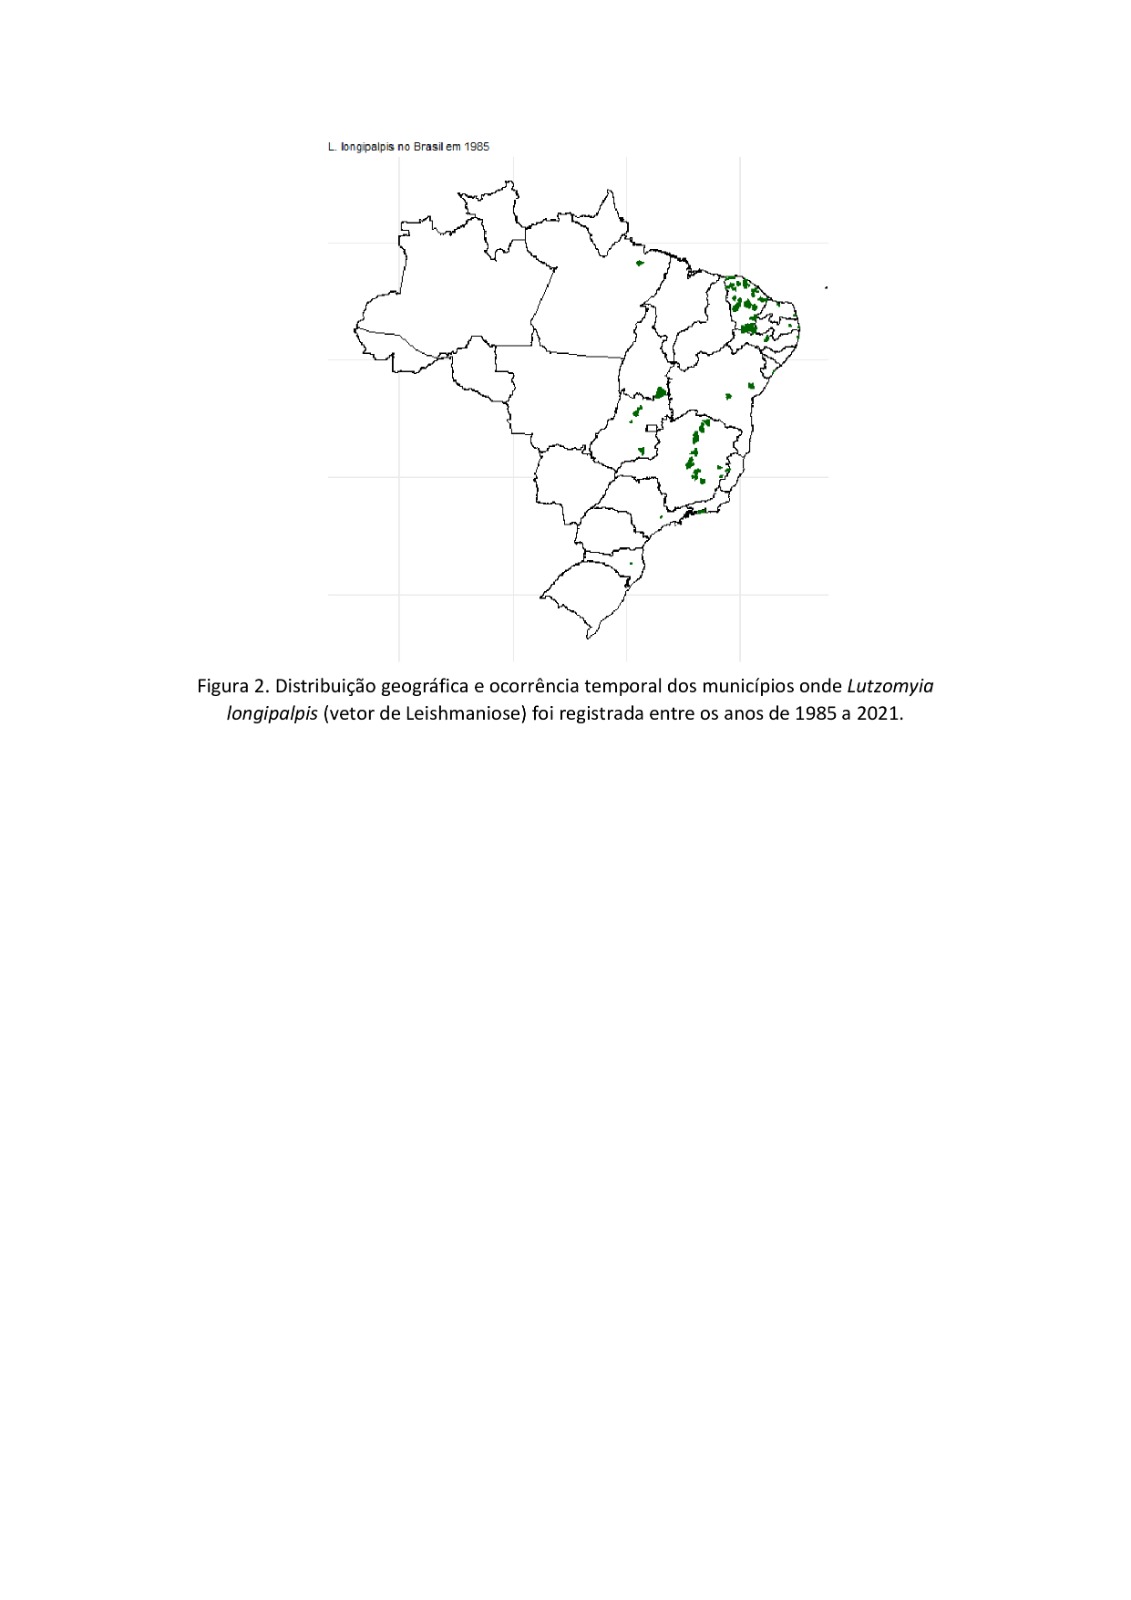 L. longipalpis no Brasil em 1985
Figura 2. Distribuição geográfica e ocorrência temporal dos municípios onde Lutzomyia
longipalpis (vetor de Leishmaniose) foi registrada entre os anos de 1985 a 2021.